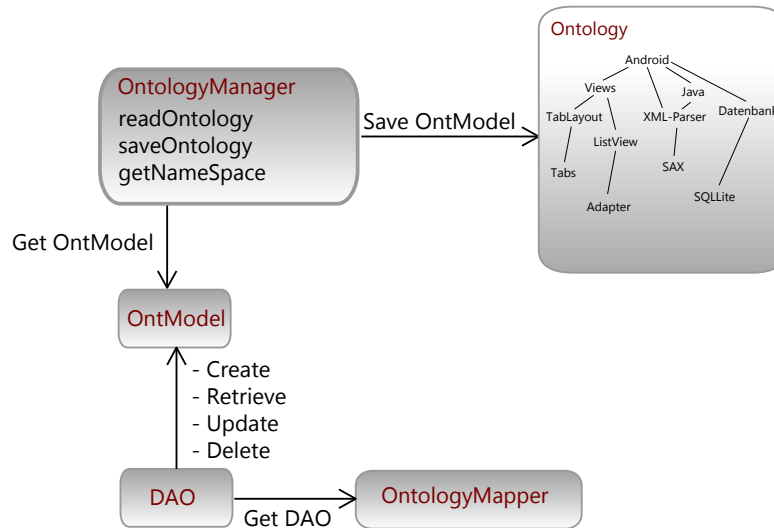 Ontology
Android
Views
Java
TabLayout
XML-Parser
Datenbank
ListView
Tabs
SAX
SQLLite
Adapter
OntologyManager
readOntology
saveOntology
getNameSpace
Save OntModel
Get OntModel
OntModel
- Create
- Retrieve
- Update
- Delete
DAO
Get DAO
OntologyMapper